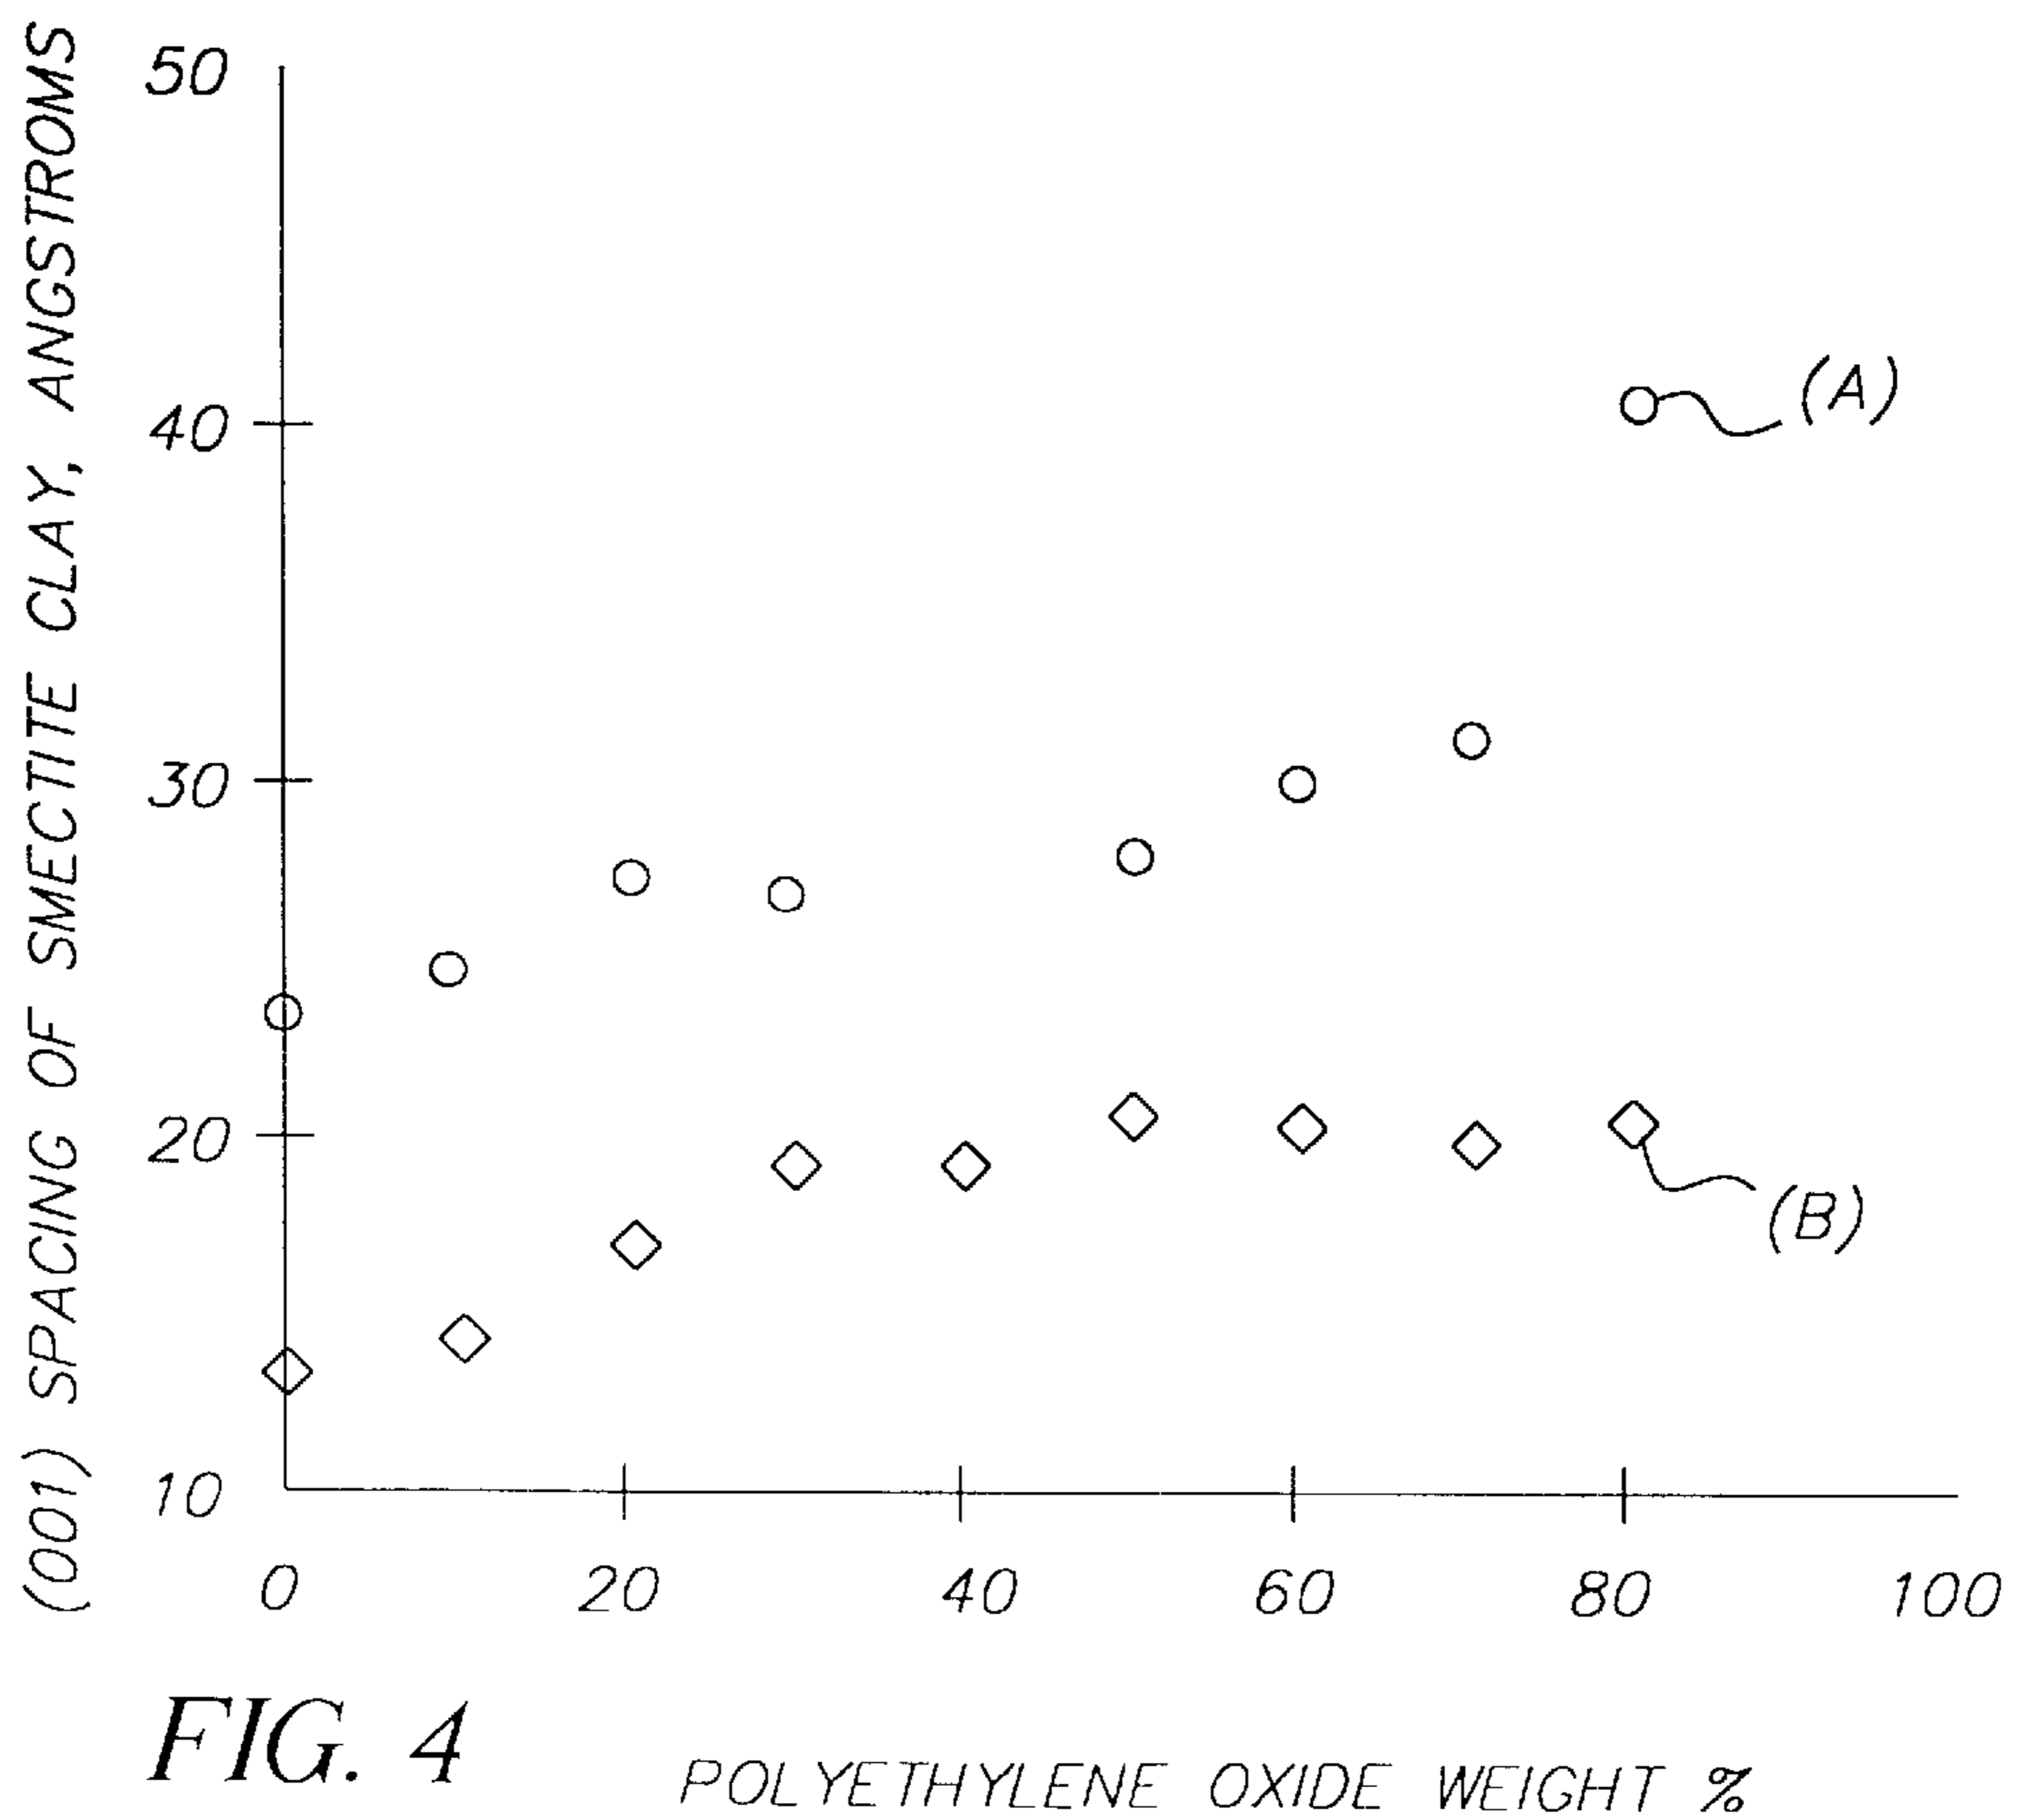 (001) SPACING OF SMECTITE CLAY, ANGSTROMS
50
40
30
20
10
(A)
(B)
0 20 40 60 80 100
FIG. 4
POLYETHYLENE OXIDE WEIGHT %